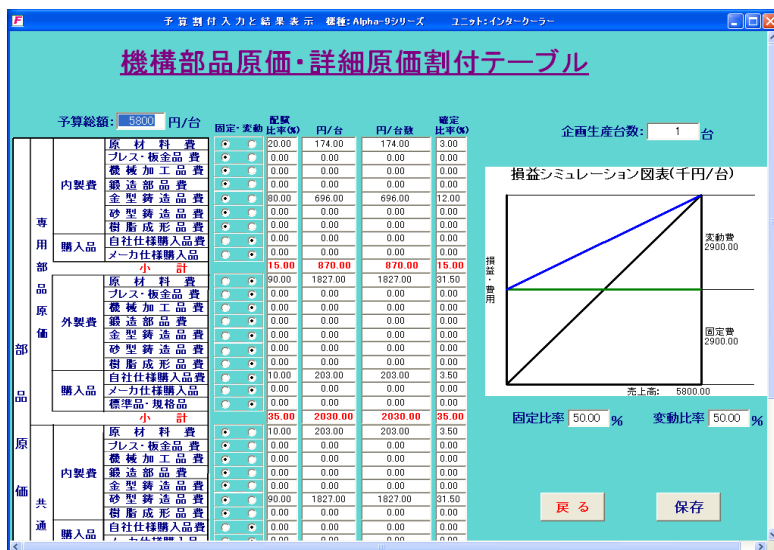 予算割付入力と結果表示 機種:Alpha-9シリーズ ユニット:インタークーラー
機構部品原価・詳細原価割付テーブル
予算総額: 5800 円/台
固定・変動 配賦比率(%) 円/台 円/台数 確定比率(%)
企画生産台数: 1 台
部品原価
専用部品原価
内製費
原材料費 20.00 174.00 174.00 3.00
プレス・板金品費 0.00 0.00 0.00 0.00
機械加工品費 0.00 0.00 0.00 0.00
鍛造部品費 0.00 0.00 0.00 0.00
金型鋳造品費 80.00 696.00 696.00 12.00
砂型鋳造品費 0.00 0.00 0.00 0.00
樹脂成形品費 0.00 0.00 0.00 0.00
購入品
自社仕様購入品費 0.00 0.00 0.00 0.00
メーカ仕様購入品 0.00 0.00 0.00 0.00
小計 15.00 870.00 870.00 15.00
外製費
原材料費 90.00 1827.00 1827.00 31.50
プレス・板金品費 0.00 0.00 0.00 0.00
機械加工品費 0.00 0.00 0.00 0.00
鍛造部品費 0.00 0.00 0.00 0.00
金型鋳造品費 0.00 0.00 0.00 0.00
砂型鋳造品費 0.00 0.00 0.00 0.00
樹脂成形品費 0.00 0.00 0.00 0.00
購入品
自社仕様購入品費 10.00 203.00 203.00 3.50
メーカ仕様購入品 0.00 0.00 0.00 0.00
標準品・規格品 0.00 0.00 0.00 0.00
小計 35.00 2030.00 2030.00 35.00
共通
内製費
原材料費 10.00 203.00 203.00 3.50
プレス・板金品費 0.00 0.00 0.00 0.00
機械加工品費 0.00 0.00 0.00 0.00
鍛造部品費 0.00 0.00 0.00 0.00
金型鋳造品費 0.00 0.00 0.00 0.00
砂型鋳造品費 90.00 1827.00 1827.00 31.50
樹脂成形品費 0.00 0.00 0.00 0.00
購入品
自社仕様購入品費 0.00 0.00 0.00 0.00
損益シミュレーション図表(千円/台)
損益・費用
変動費
2900.00
固定費
2900.00
売上高: 5800.00
固定比率 50.00 %
変動比率 50.00 %
戻る
保存